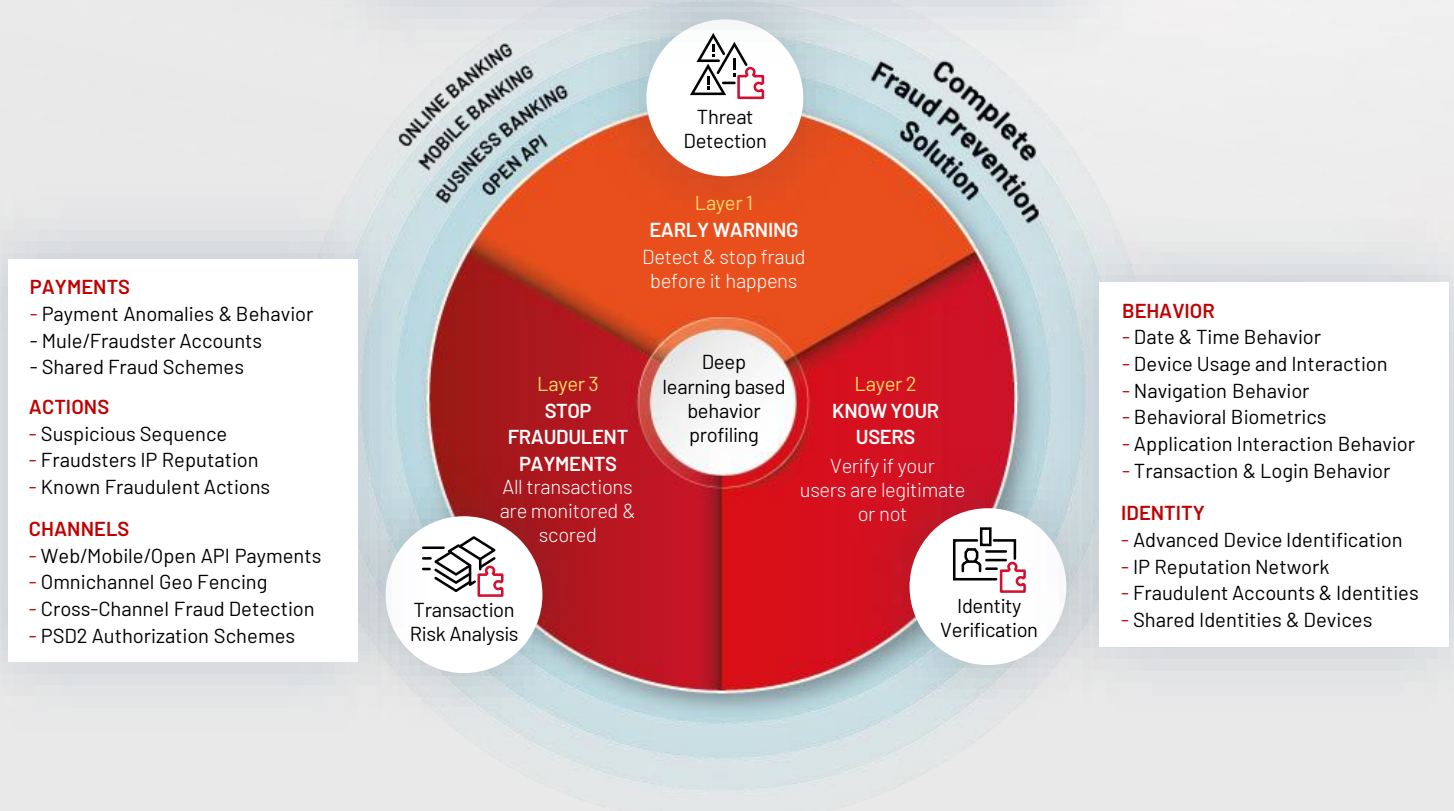 ONLINE BANKING
MOBILE BANKING
BUSINESS BANKING
OPEN API
Threat
Detection
Complete
Fraud Prevention
Solution
Layer 1
EARLY WARNING
Detect & stop fraud
before it happens
Deep
learning based
behavior
profiling
Layer 2
KNOW YOUR
USERS
Verify if your
users are legitimate
or not
Identity
Verification
Layer 3
STOP
FRAUDULENT
PAYMENTS
All transactions
are monitored &
scored
Transaction
Risk Analysis
PAYMENTS
- Payment Anomalies & Behavior
- Mule/Fraudster Accounts
- Shared Fraud Schemes
ACTIONS
- Suspicious Sequence
- Fraudsters IP Reputation
- Known Fraudulent Actions
CHANNELS
- Web/Mobile/Open API Payments
- Omnichannel Geo Fencing
- Cross-Channel Fraud Detection
- PSD2 Authorization Schemes
BEHAVIOR
- Date & Time Behavior
- Device Usage and Interaction
- Navigation Behavior
- Behavioral Biometrics
- Application Interaction Behavior
- Transaction & Login Behavior
IDENTITY
- Advanced Device Identification
- IP Reputation Network
- Fraudulent Accounts & Identities
- Shared Identities & Devices